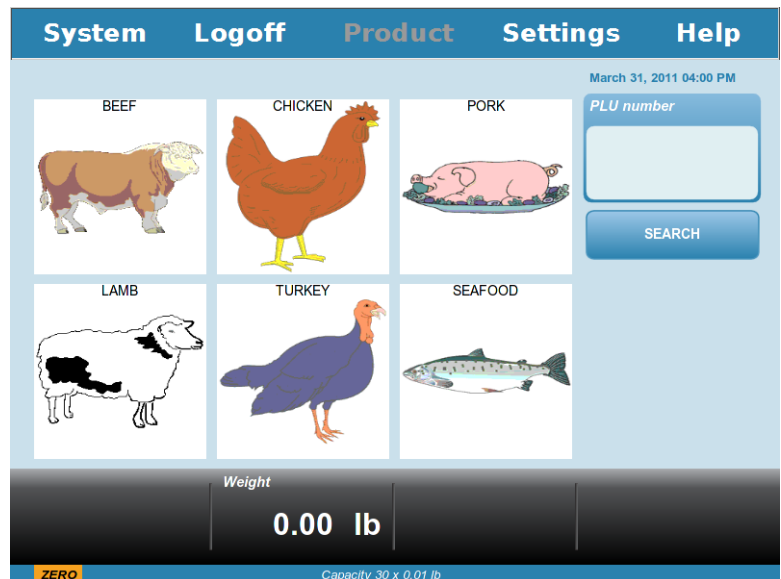 System Logoff Product Settings Help
March 31, 2011 04:00 PM
BEEF CHICKEN PORK
PLU number
SEARCH
LAMB TURKEY SEAFOOD
Weight
0.00 lb
ZERO Capacity 30 x 0.01 lb